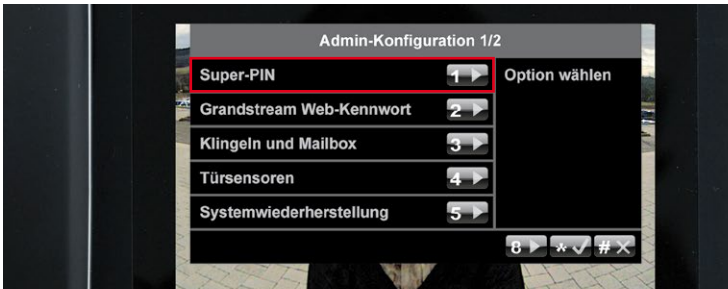 Admin-Konfiguration 1/2
Super-PIN 1
Option wählen
Grandstream Web-Kennwort 2
Klingeln und Mailbox 3
Türsensoren 4
Systemwiederherstellung 5
8 * #